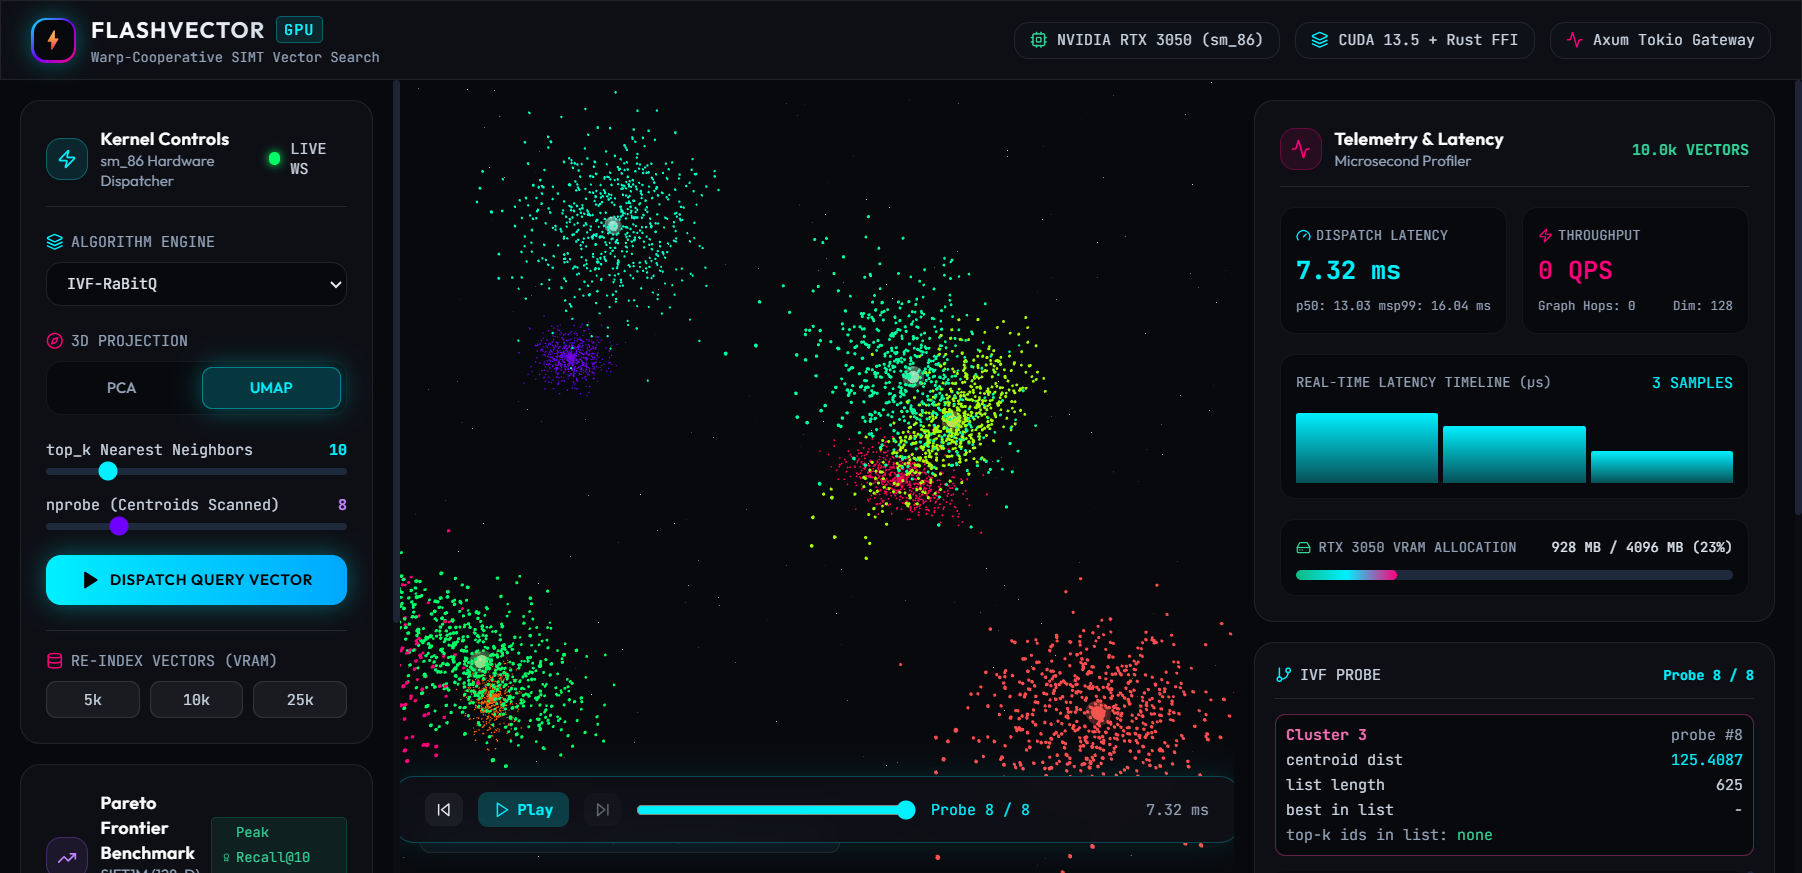 FLASHVECTOR GPU
Warp-Cooperative SIMT Vector Search
NVIDIA RTX 3050 (sm_86)
CUDA 13.5 + Rust FFI
Axum Tokio Gateway
Kernel Controls
sm_86 Hardware
Dispatcher
LIVE
WS
ALGORITHM ENGINE
IVF-RaBitQ
3D PROJECTION
PCA
UMAP
top_k Nearest Neighbors 10
nprobe (Centroids Scanned) 8
DISPATCH QUERY VECTOR
RE-INDEX VECTORS (VRAM)
5k
10k
25k
Pareto
Frontier
Benchmark
Peak
Recall@10
Play
Probe 8 / 8
7.32 ms
Telemetry & Latency
Microsecond Profiler
10.0k VECTORS
DISPATCH LATENCY
7.32 ms
p50: 13.03 msp99: 16.04 ms
THROUGHPUT
0 QPS
Graph Hops: 0
Dim: 128
REAL-TIME LATENCY TIMELINE (µs)
3 SAMPLES
RTX 3050 VRAM ALLOCATION
928 MB / 4096 MB (23%)
IVF PROBE
Probe 8 / 8
Cluster 3
probe #8
centroid dist
125.4087
list length
625
best in list
-
top-k ids in list: none